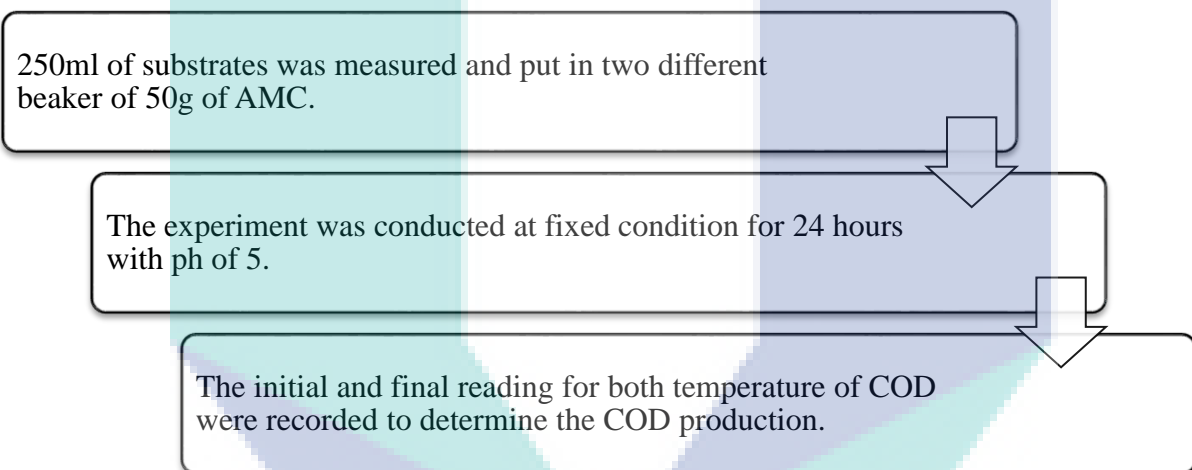 250ml of substrates was measured and put in two different
beaker of 50g of AMC.
The experiment was conducted at fixed condition for 24 hours
with ph of 5.
The initial and final reading for both temperature of COD
were recorded to determine the COD production.